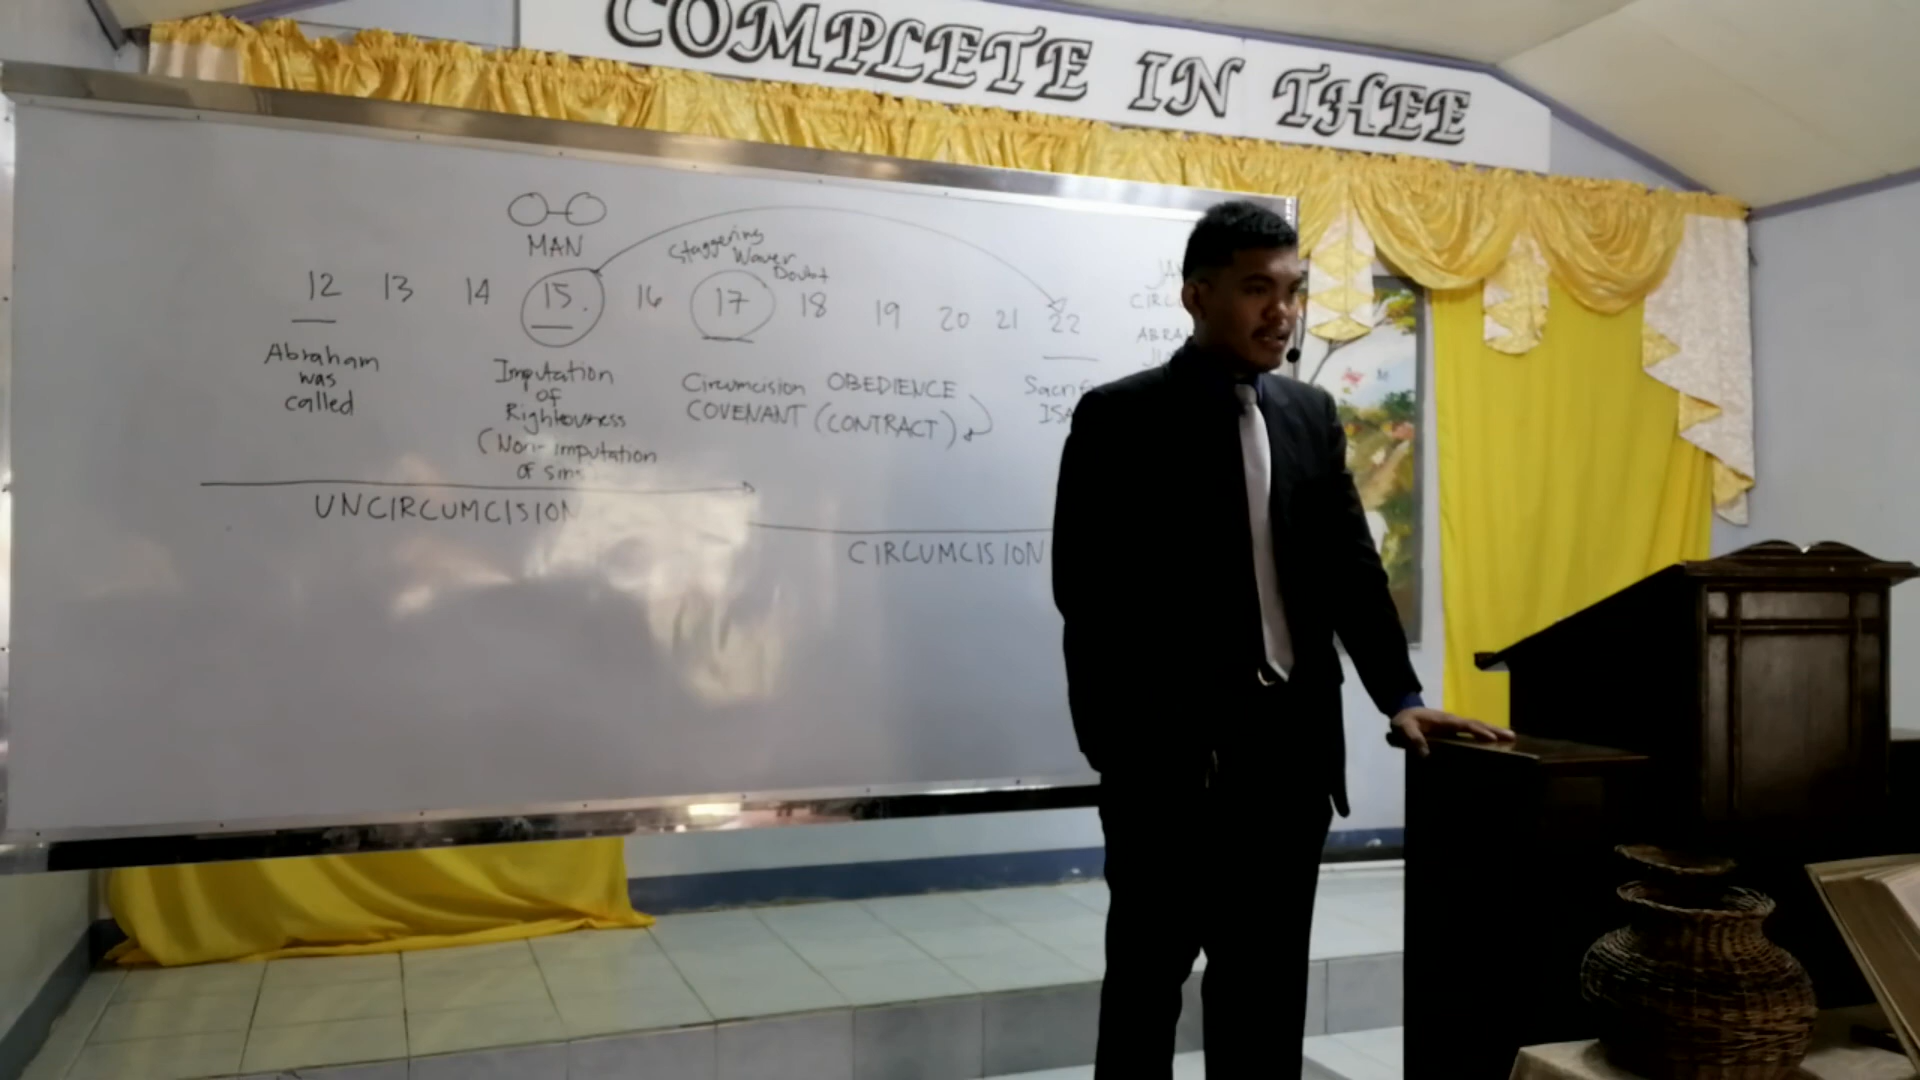 COMPLETE IN THEE
MAN
Staggering
Waver
Doubt
12 13 14 15. 16 17 18 19 20 21 22
Abraham
was
called
Imputation
of
Righteousness
(Non-imputation
of sins
Circumcision OBEDIENCE
COVENANT (CONTRACT)
UNCIRCUMCISION
CIRCUMCISION